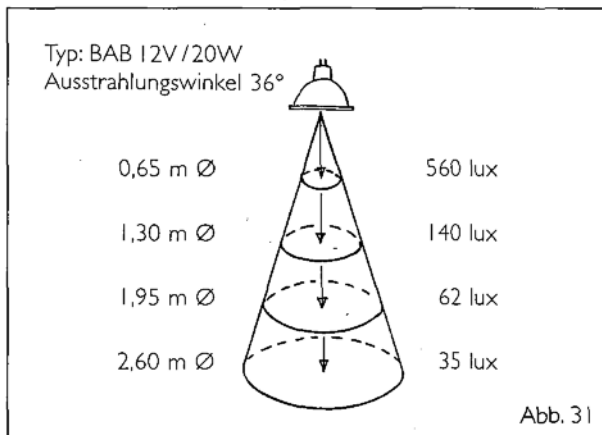 Typ: BAB 12V/20W
Ausstrahlungswinkel 36°
0,65 m Ø 560 lux
1,30 m Ø 140 lux
1,95 m Ø 62 lux
2,60 m Ø 35 lux
Abb. 31